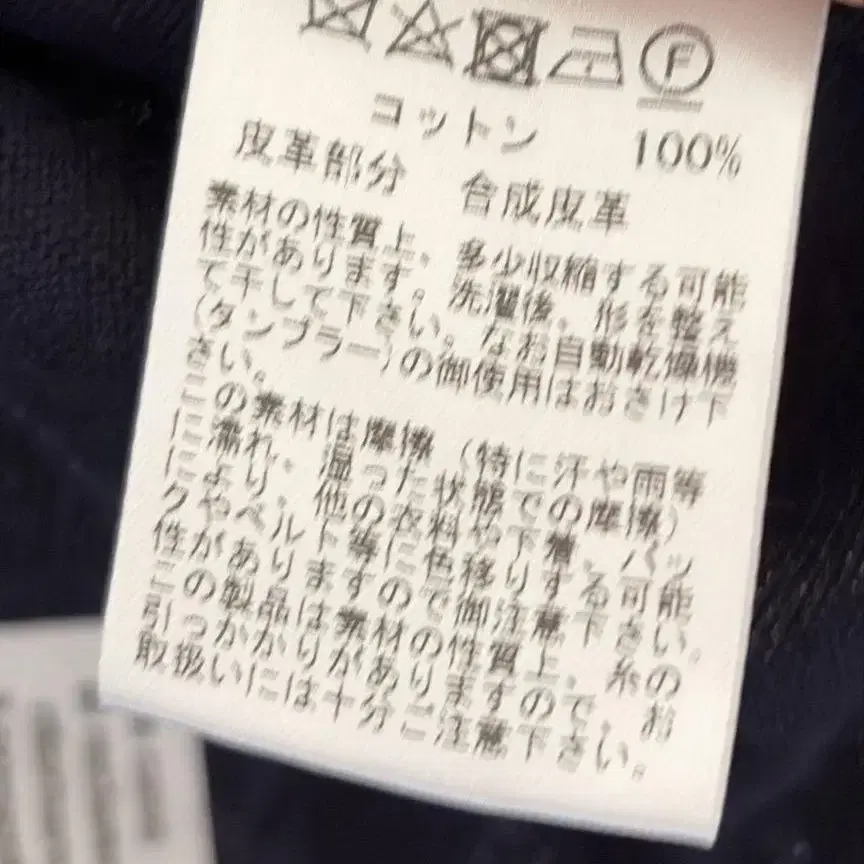 F
コットン 100%
皮革部分 合成皮革
素材の性質上、多少収縮する可能
性があります。洗濯後、形を整え
て干して下さい。なお自動乾燥機
(タンブラー)の御使用はおさけ下
さい。
この素材は摩擦(特に汗や雨等
に濡れ、湿った状態での摩擦)
により、他の衣料や下着、バッ
クやベルト等に色移りする可能
性がありますので御注意下さい。
この製品は素材の性質上、糸の
引っかかりがありますので、お
取扱いには十分ご注意下さい。